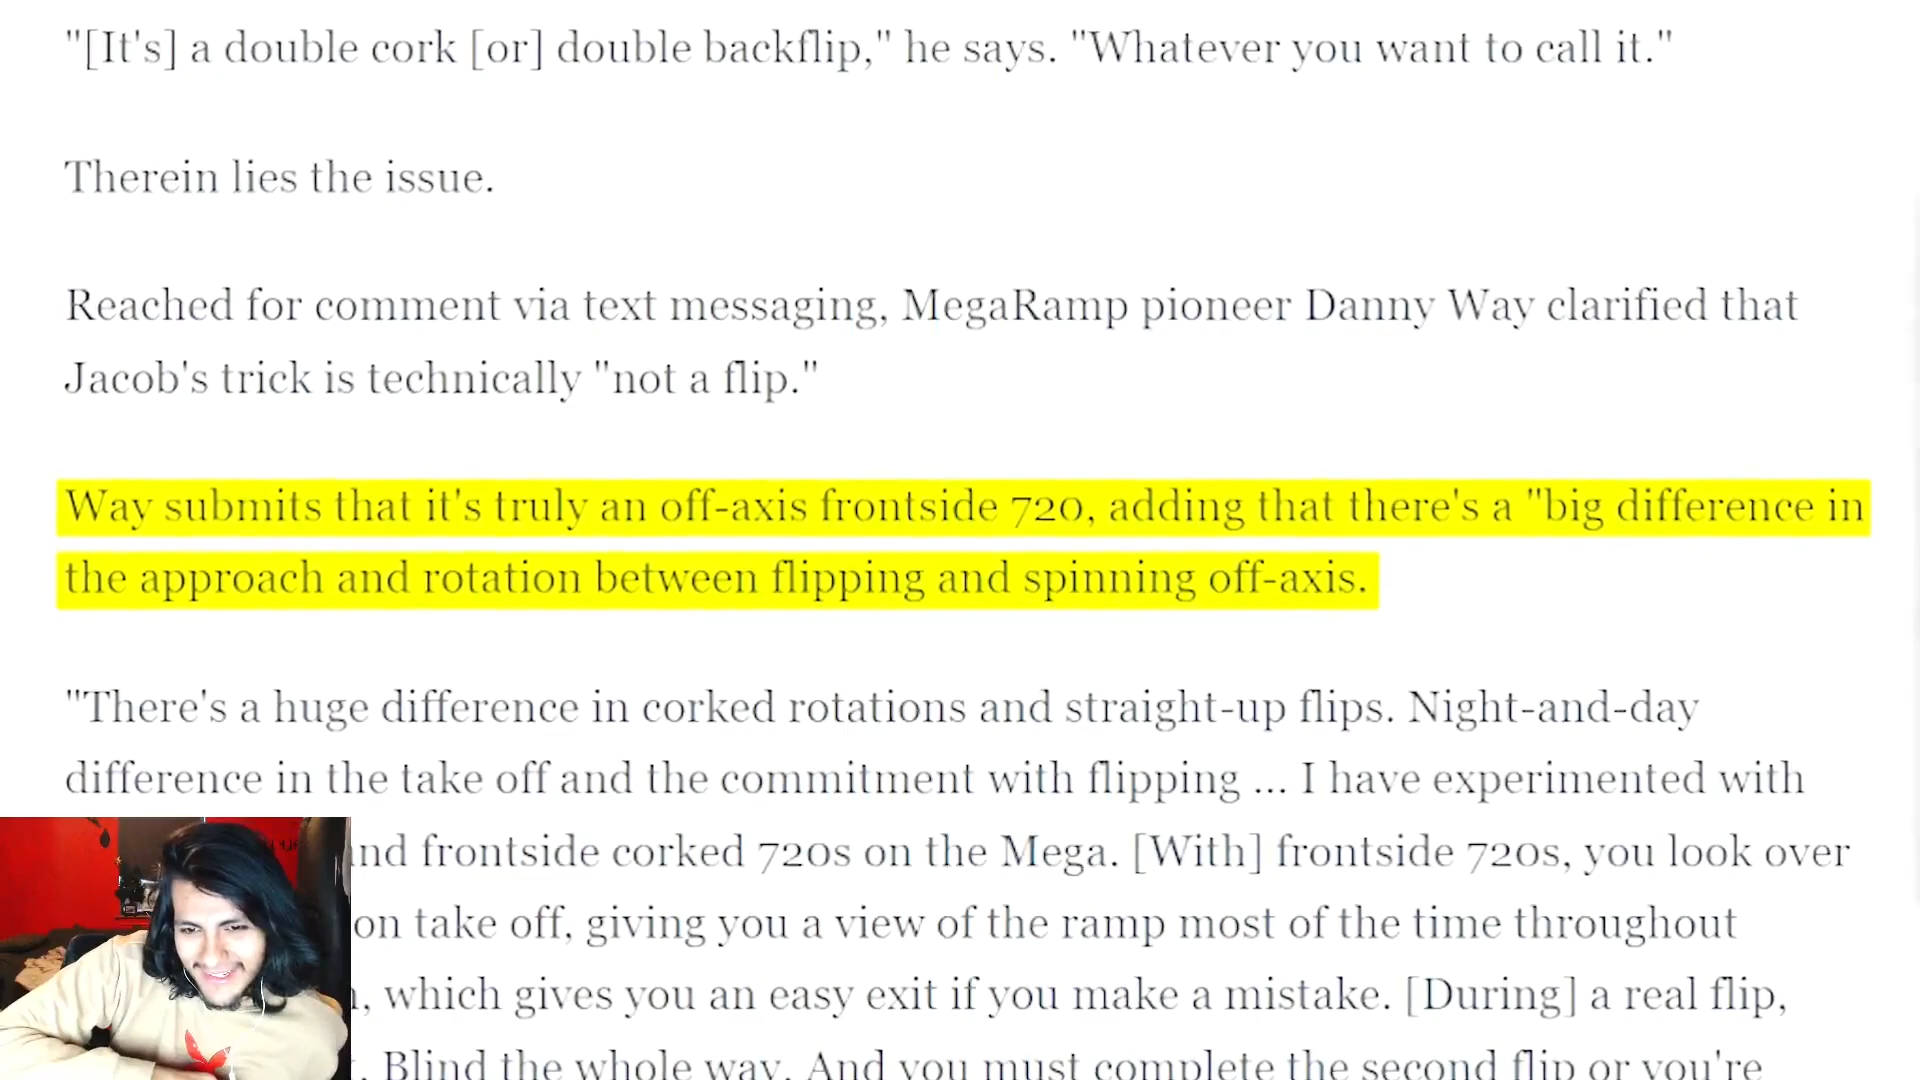 "[It's] a double cork [or] double backflip," he says. "Whatever you want to call it."
Therein lies the issue.
Reached for comment via text messaging, MegaRamp pioneer Danny Way clarified that
Jacob's trick is technically "not a flip."
Way submits that it's truly an off-axis frontside 720, adding that there's a "big difference in
the approach and rotation between flipping and spinning off-axis.
"There's a huge difference in corked rotations and straight-up flips. Night-and-day
difference in the take off and the commitment with flipping ... I have experimented with
frontside corked 720s on the Mega. [With] frontside 720s, you look over
on take off, giving you a view of the ramp most of the time throughout
, which gives you an easy exit if you make a mistake. [During] a real flip,
. Blind the whole way. And you must complete the second flip or you're